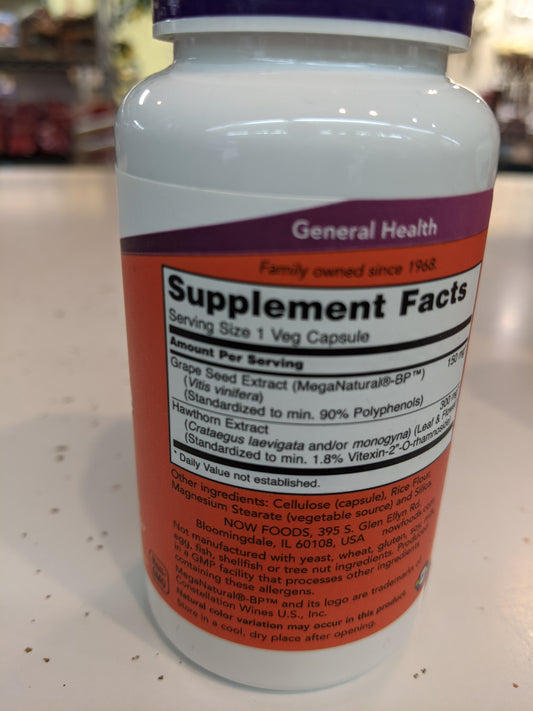 General Health
Family owned since 1968.
Supplement Facts
Serving Size 1 Veg Capsule
Amount Per Serving
Grape Seed Extract (MegaNatural®-BP™) 150 mg
(Vitis vinifera)
(Standardized to min. 90% Polyphenols)
Hawthorn Extract 300 mg
(Crataegus laevigata and/or monogyna) (Leaf &
(Standardized to min. 1.8% Vitexin-2"-O-rhamnoside)
* Daily Value not established.
Other ingredients: Cellulose (capsule), Rice Flour,
Magnesium Stearate (vegetable source) and Silica.
NOW FOODS, 395 S. Glen Ellyn Rd.
Bloomingdale, IL 60108, USA nowfoods.com
Not manufactured with yeast, wheat, gluten, soy, milk,
egg, fish, shellfish or tree nut ingredients. Produced
in a GMP facility that processes other ingredients
containing these allergens.
MegaNatural®-BP™ and its logo are trademarks of
Constellation Wines U.S., Inc.
Natural color variation may occur in this product.
Store in a cool, dry place after opening.